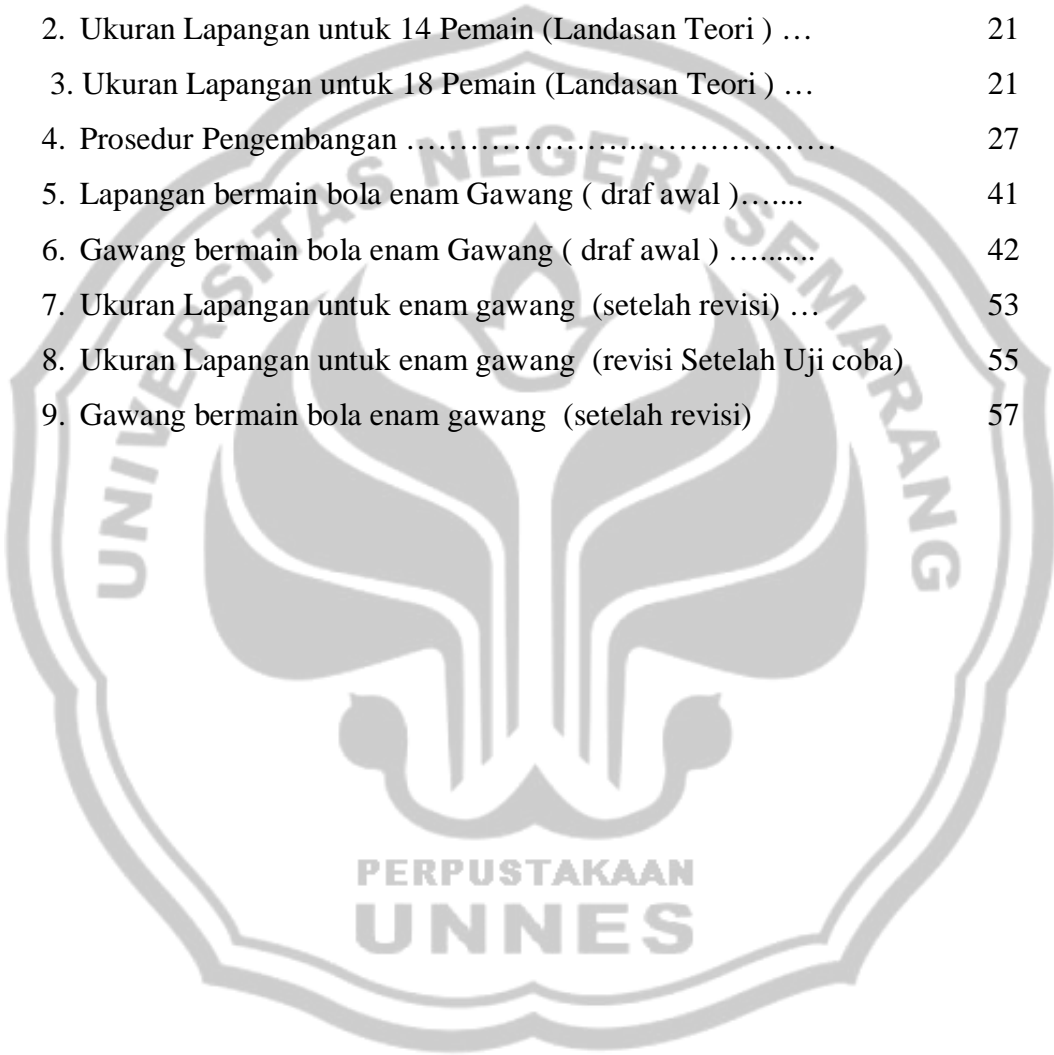 2. Ukuran Lapangan untuk 14 Pemain (Landasan Teori ) … 21
3. Ukuran Lapangan untuk 18 Pemain (Landasan Teori ) … 21
4. Prosedur Pengembangan …………………..……………… 27
5. Lapangan bermain bola enam Gawang ( draf awal )….... 41
6. Gawang bermain bola enam Gawang ( draf awal ) …....... 42
7. Ukuran Lapangan untuk enam gawang (setelah revisi) … 53
8. Ukuran Lapangan untuk enam gawang (revisi Setelah Uji coba) 55
9. Gawang bermain bola enam gawang (setelah revisi) 57
UNIVERSITAS NEGERI SEMARANG
PERPUSTAKAAN
UNNES